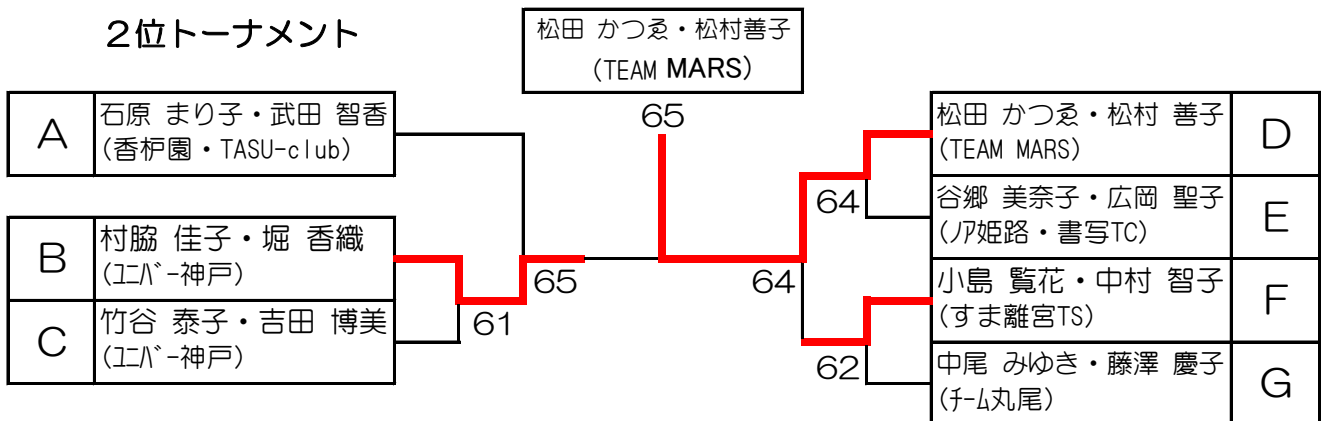 2位トーナメント
松田 かつゑ・松村善子
(TEAM MARS)
A
石原 まり子・武田 智香
(香枦園・TASU-club)
B
村脇 佳子・堀 香織
(ﾕﾆﾊﾞｰ神戸)
C
竹谷 泰子・吉田 博美
(ﾕﾆﾊﾞｰ神戸)
61
65
65
64
64
62
松田 かつゑ・松村 善子
(TEAM MARS)
D
谷郷 美奈子・広岡 聖子
(ﾉｱ姫路・書写TC)
E
小島 覧花・中村 智子
(すま離宮TS)
F
中尾 みゆき・藤澤 慶子
(ﾁｰﾑ丸尾)
G